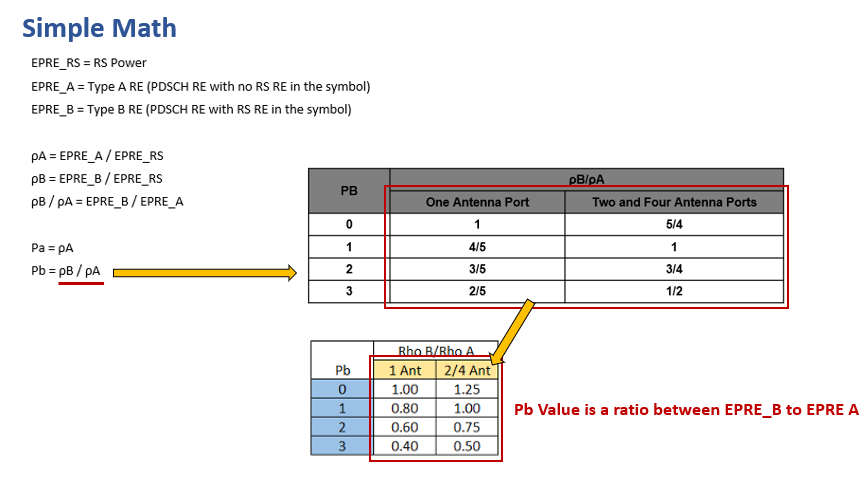 Simple Math
EPRE_RS = RS Power
EPRE_A = Type A RE (PDSCH RE with no RS RE in the symbol)
EPRE_B = Type B RE (PDSCH RE with RS RE in the symbol)
ρA = EPRE_A / EPRE_RS
ρB = EPRE_B / EPRE_RS
ρB / ρA = EPRE_B / EPRE_A
Pa = ρA
Pb = ρB / ρA
PB ρB/ρA
One Antenna Port Two and Four Antenna Ports
0 1 5/4
1 4/5 1
2 3/5 3/4
3 2/5 1/2
Rho B/Rho A
Pb 1 Ant 2/4 Ant
0 1.00 1.25
1 0.80 1.00
2 0.60 0.75
3 0.40 0.50
Pb Value is a ratio between EPRE_B to EPRE A